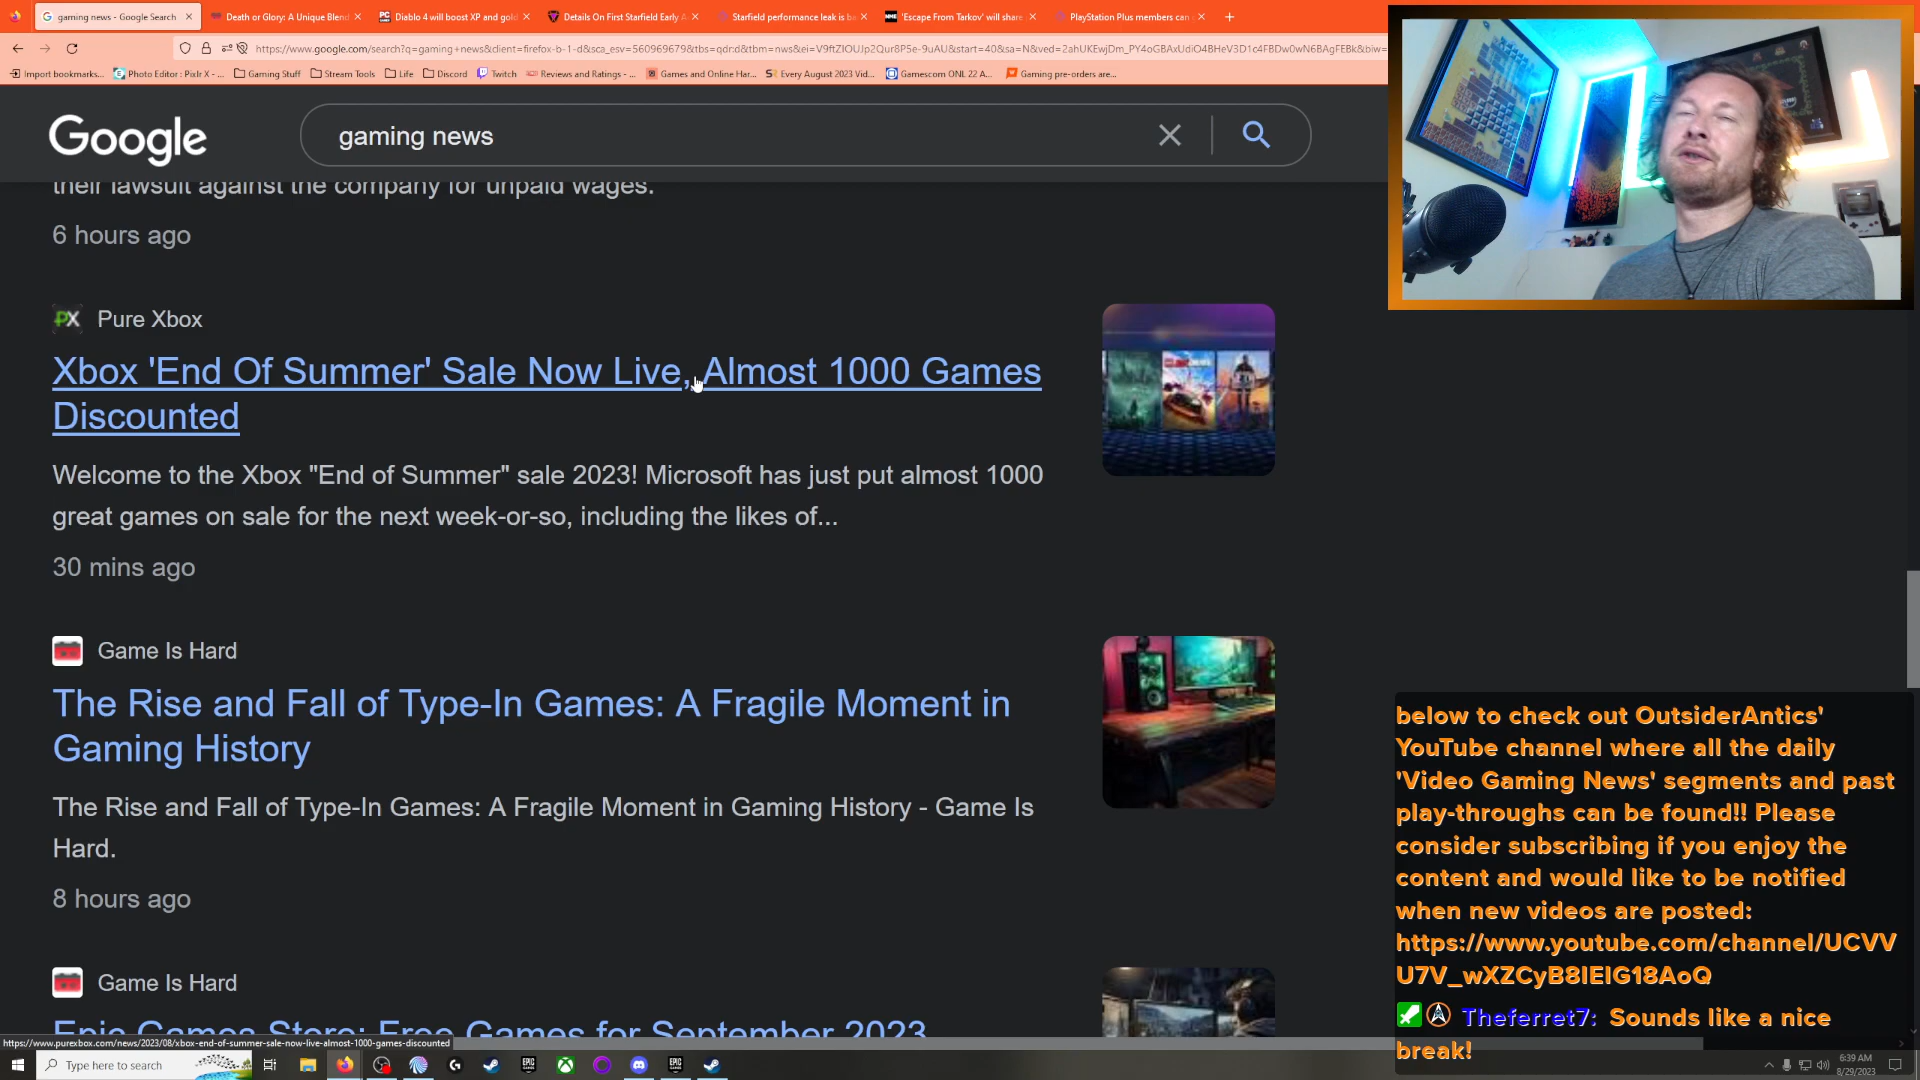 gaming news - Google Search
Death or Glory: A Unique Blend
Diablo 4 will boost XP and gold
Details On First Starfield Early A
Starfield performance leak is ba
'Escape From Tarkov' will share
PlayStation Plus members can
Import bookmarks...
Photo Editor : Pixlr X - ...
Gaming Stuff
Stream Tools
Life
Discord
Twitch
Reviews and Ratings - ...
Games and Online Har...
Every August 2023 Vid...
Gamescom ONL 22 A...
Gaming pre-orders are...
Google
gaming news
their lawsuit against the company for unpaid wages.
6 hours ago
Pure Xbox
Xbox 'End Of Summer' Sale Now Live, Almost 1000 Games
Discounted
Welcome to the Xbox "End of Summer" sale 2023! Microsoft has just put almost 1000
great games on sale for the next week-or-so, including the likes of...
30 mins ago
Game Is Hard
The Rise and Fall of Type-In Games: A Fragile Moment in
Gaming History
The Rise and Fall of Type-In Games: A Fragile Moment in Gaming History - Game Is
Hard.
8 hours ago
Game Is Hard
Epic Games Store: Free Games for September 2023
https://www.purexbox.com/news/2023/08/xbox-end-of-summer-sale-now-live-almost-1000-games-discounted
Type here to search
6:39 AM
8/29/2023
below to check out OutsiderAntics'
YouTube channel where all the daily
'Video Gaming News' segments and past
play-throughs can be found!! Please
consider subscribing if you enjoy the
content and would like to be notified
when new videos are posted:
https://www.youtube.com/channel/UCVV
U7V_wXZCyB8IEIG18AoQ
Theferret7: Sounds like a nice
break!